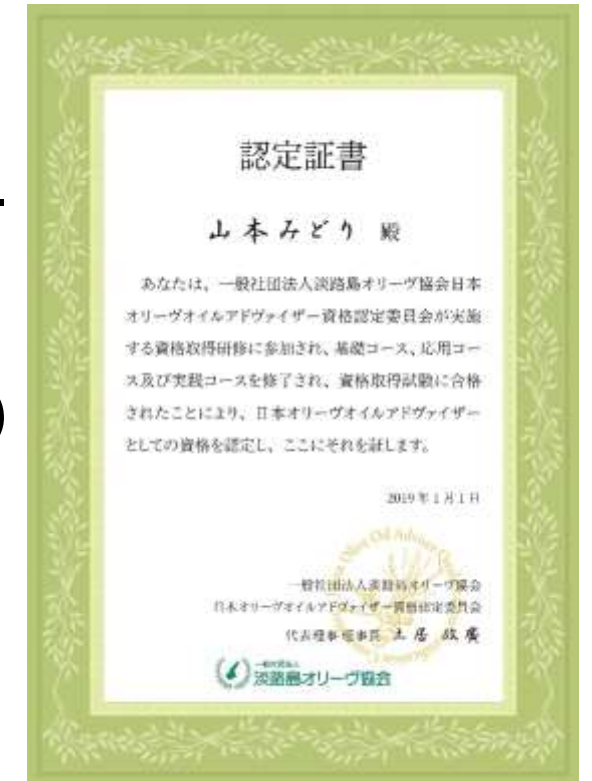 認定証書
山本みどり 殿
あなたは、一般社団法人淡路島オリーヴ協会日本
オリーヴオイルアドヴァイザー資格認定委員会が実施
する資格取得研修に参加され、基礎コース、応用コー
ス及び実践コースを修了され、資格取得試験に合格
されたことにより、日本オリーヴオイルアドヴァイザー
としての資格を認定し、ここにそれを証します。
2019年1月1日
一般社団法人淡路島オリーヴ協会
日本オリーヴオイルアドヴァイザー資格認定委員会
代表理事理事長 土居政廣
一般社団法人
淡路島オリーヴ協会